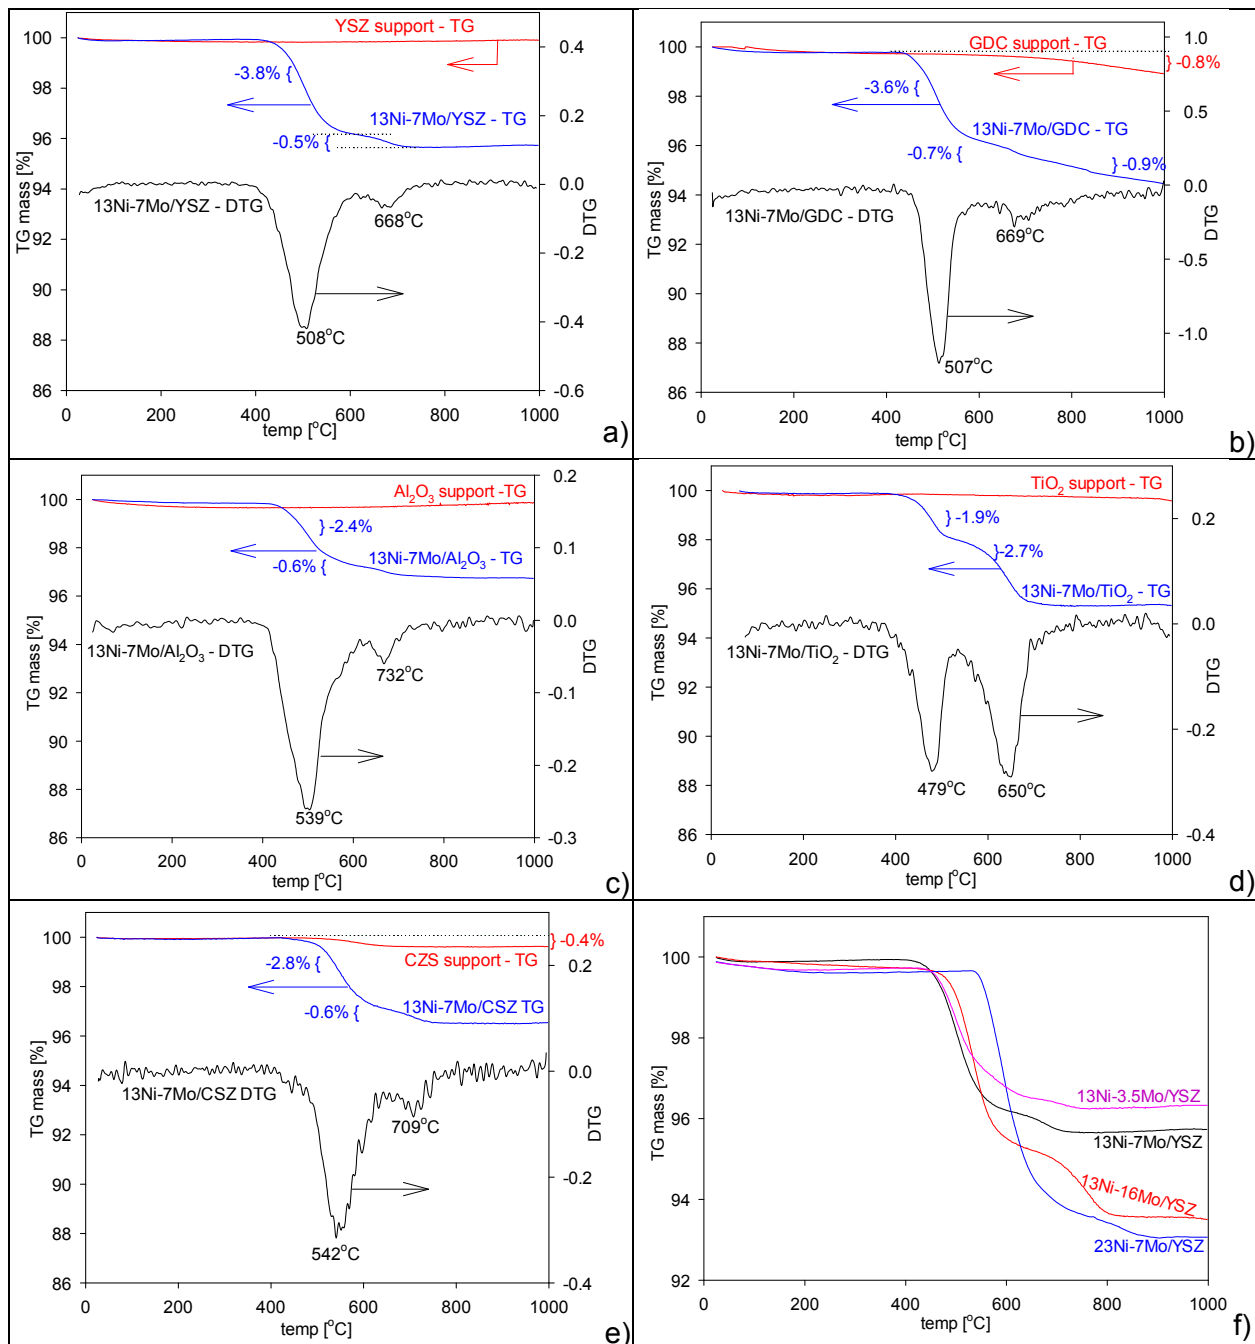 YSZ support - TG
-3.8% {
13Ni-7Mo/YSZ - TG
-0.5% {
13Ni-7Mo/YSZ - DTG
668°C
508°C
100
98
96
94
92
90
88
86
TG mass [%]
0.4
0.2
0.0
-0.2
-0.4
-0.6
DTG
0 200 400 600 800 1000
temp [°C]
a)
GDC support - TG
} -0.8%
-3.6% {
13Ni-7Mo/GDC - TG
-0.7% {
} -0.9%
13Ni-7Mo/GDC - DTG
669°C
507°C
100
98
96
94
92
90
88
86
TG mass [%]
1.0
0.5
0.0
-0.5
-1.0
DTG
0 200 400 600 800 1000
temp [°C]
b)
Al₂O₃ support -TG
} -2.4%
13Ni-7Mo/Al₂O₃ - TG
-0.6% {
13Ni-7Mo/Al₂O₃ - DTG
732°C
539°C
100
98
96
94
92
90
88
86
TG mass [%]
0.2
0.1
0.0
-0.1
-0.2
-0.3
DTG
0 200 400 600 800 1000
temp [°C]
c)
TiO₂ support - TG
} -1.9%
}-2.7%
13Ni-7Mo/TiO₂ - TG
13Ni-7Mo/TiO₂ - DTG
479°C
650°C
100
98
96
94
92
90
88
86
TG mass [%]
0.2
0.0
-0.2
-0.4
DTG
0 200 400 600 800 1000
temp [°C]
d)
} -0.4%
CZS support - TG
-2.8% {
13Ni-7Mo/CSZ TG
-0.6% {
13Ni-7Mo/CSZ DTG
709°C
542°C
100
98
96
94
92
90
88
86
TG mass [%]
0.2
0.0
-0.2
-0.4
DTG
0 200 400 600 800 1000
temp [°C]
e)
13Ni-3.5Mo/YSZ
13Ni-7Mo/YSZ
13Ni-16Mo/YSZ
23Ni-7Mo/YSZ
100
98
96
94
92
TG mass [%]
0 200 400 600 800 1000
temp [°C]
f)